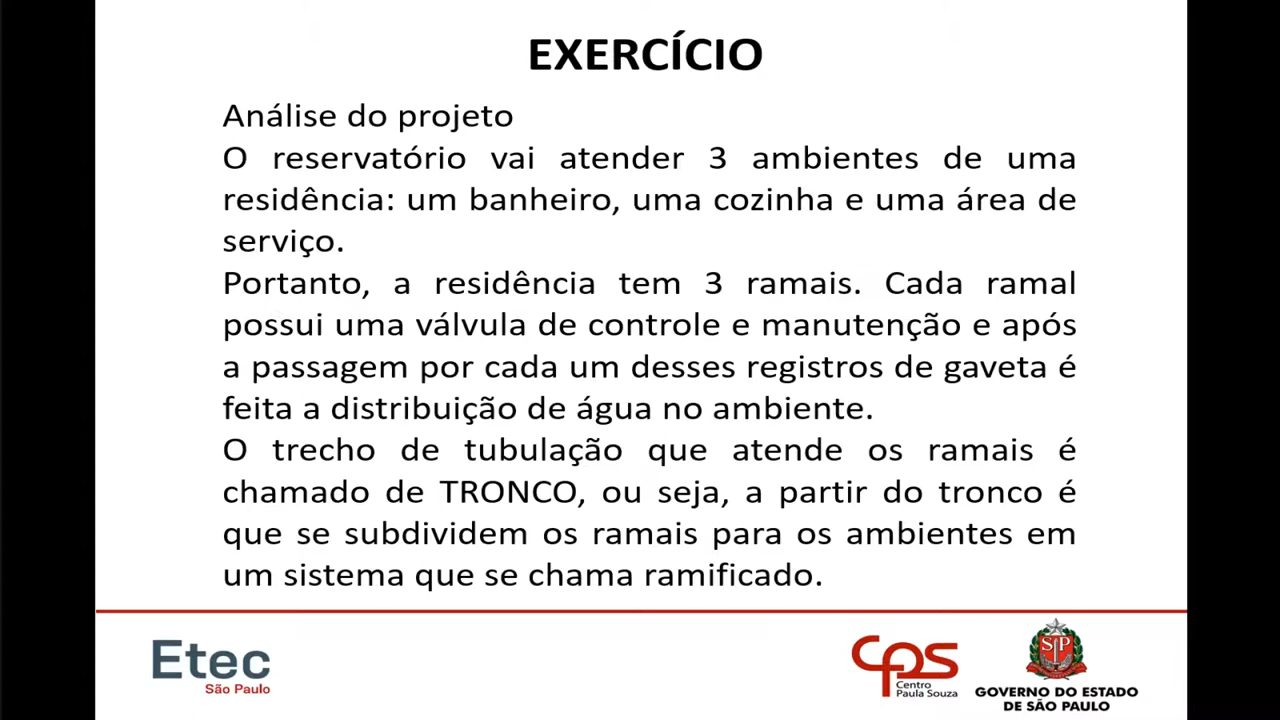 EXERCÍCIO
Análise do projeto
O reservatório vai atender 3 ambientes de uma
residência: um banheiro, uma cozinha e uma área de
serviço.
Portanto, a residência tem 3 ramais. Cada ramal
possui uma válvula de controle e manutenção e após
a passagem por cada um desses registros de gaveta é
feita a distribuição de água no ambiente.
O trecho de tubulação que atende os ramais é
chamado de TRONCO, ou seja, a partir do tronco é
que se subdividem os ramais para os ambientes em
um sistema que se chama ramificado.
Etec
São Paulo
CPS
Centro
Paula Souza
SP
GOVERNO DO ESTADO
DE SÃO PAULO